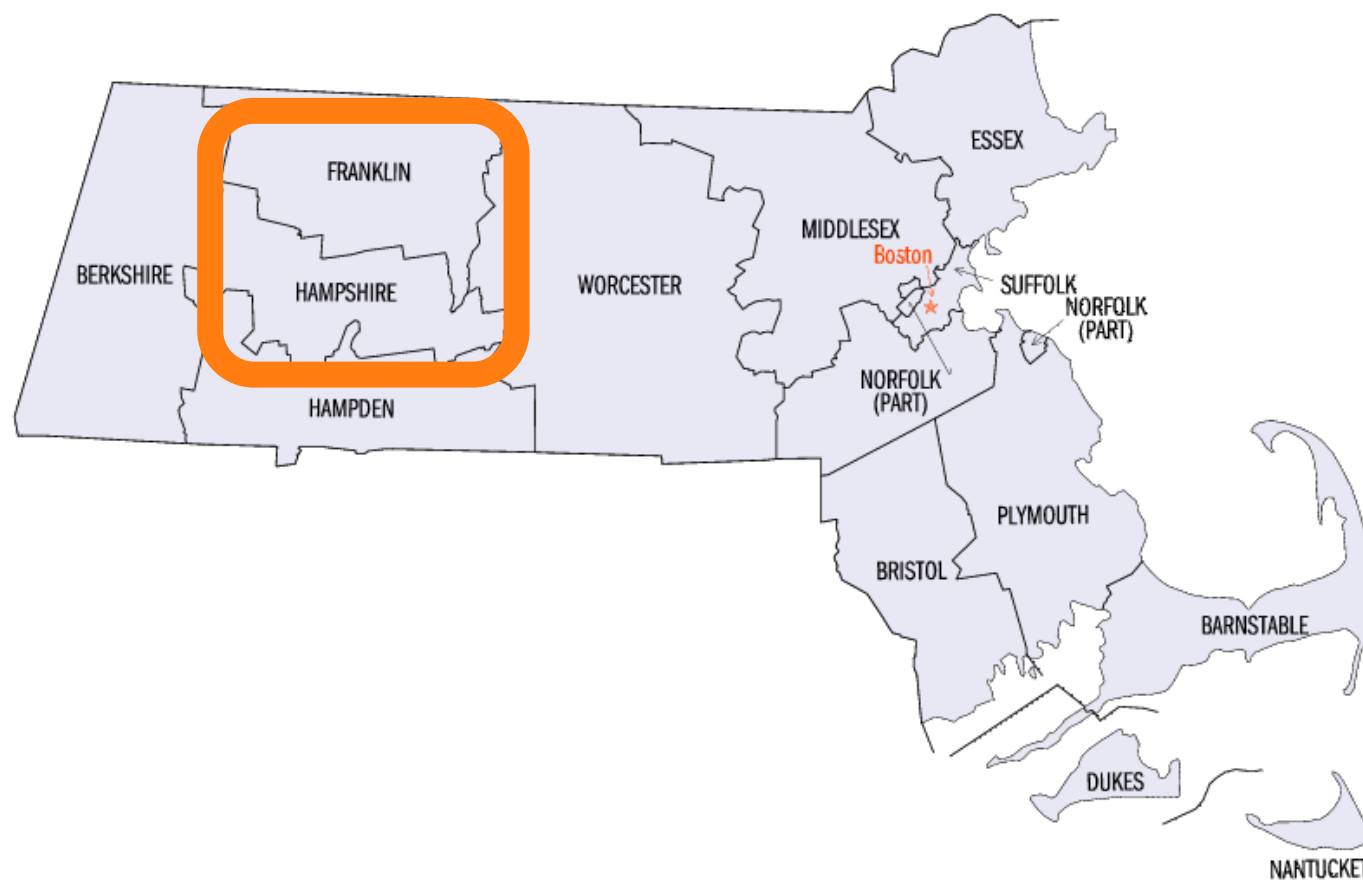 ESSEX
FRANKLIN
MIDDLESEX
Boston
BERKSHIRE
HAMPSHIRE
WORCESTER
SUFFOLK
NORFOLK
(PART)
NORFOLK
(PART)
HAMPDEN
PLYMOUTH
BRISTOL
BARNSTABLE
DUKES
NANTUCKET